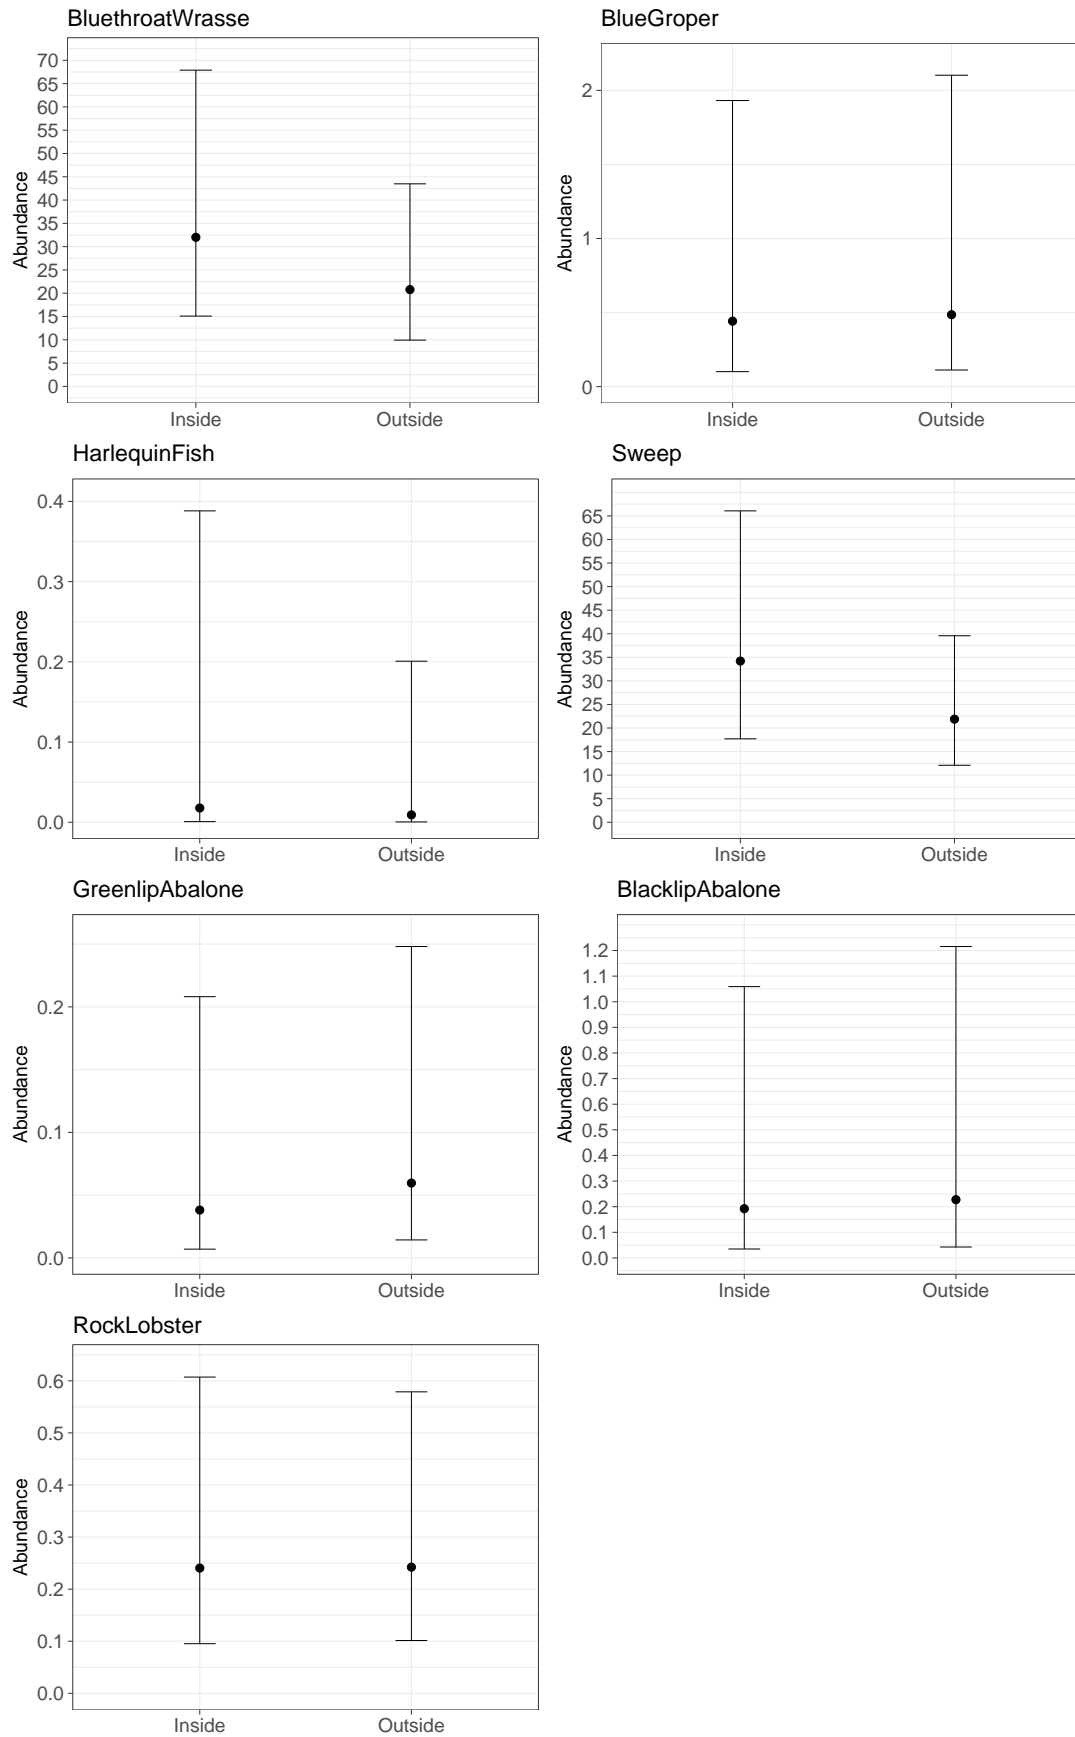 BluethroatWrasse
Abundance
70
65
60
55
50
45
40
35
30
25
20
15
10
5
0
Inside Outside
BlueGroper
Abundance
2
1
0
Inside Outside
HarlequinFish
Abundance
0.4
0.3
0.2
0.1
0.0
Inside Outside
Sweep
Abundance
65
60
55
50
45
40
35
30
25
20
15
10
5
0
Inside Outside
GreenlipAbalone
Abundance
0.2
0.1
0.0
Inside Outside
BlacklipAbalone
Abundance
1.2
1.1
1.0
0.9
0.8
0.7
0.6
0.5
0.4
0.3
0.2
0.1
0.0
Inside Outside
RockLobster
Abundance
0.6
0.5
0.4
0.3
0.2
0.1
0.0
Inside Outside